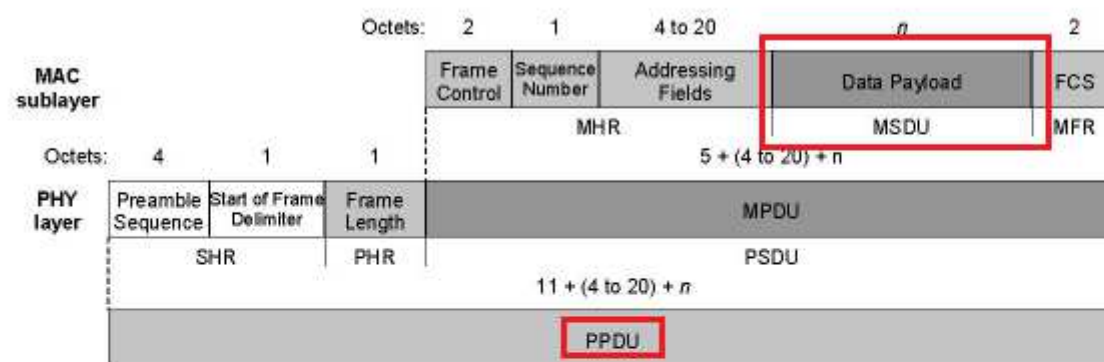 Octets: 2 1 4 to 20 n 2
MAC sublayer
Frame Control
Sequence Number
Addressing Fields
Data Payload
FCS
MHR MSDU MFR
Octets: 4 1 1 5 + (4 to 20) + n
PHY layer
Preamble Sequence
Start of Frame Delimiter
Frame Length
MPDU
SHR PHR PSDU
11 + (4 to 20) + n
PPDU